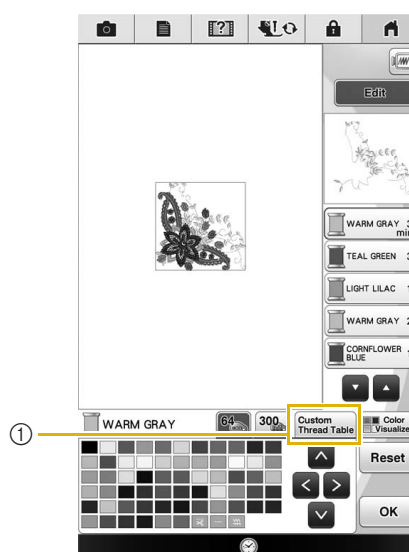 [?]
Edit
WARM GRAY
TEAL GREEN
LIGHT LILAC
WARM GRAY 2
CORNFLOWER
BLUE
① WARM GRAY 64 300 Custom
Thread Table Color
Visualize
Reset
OK